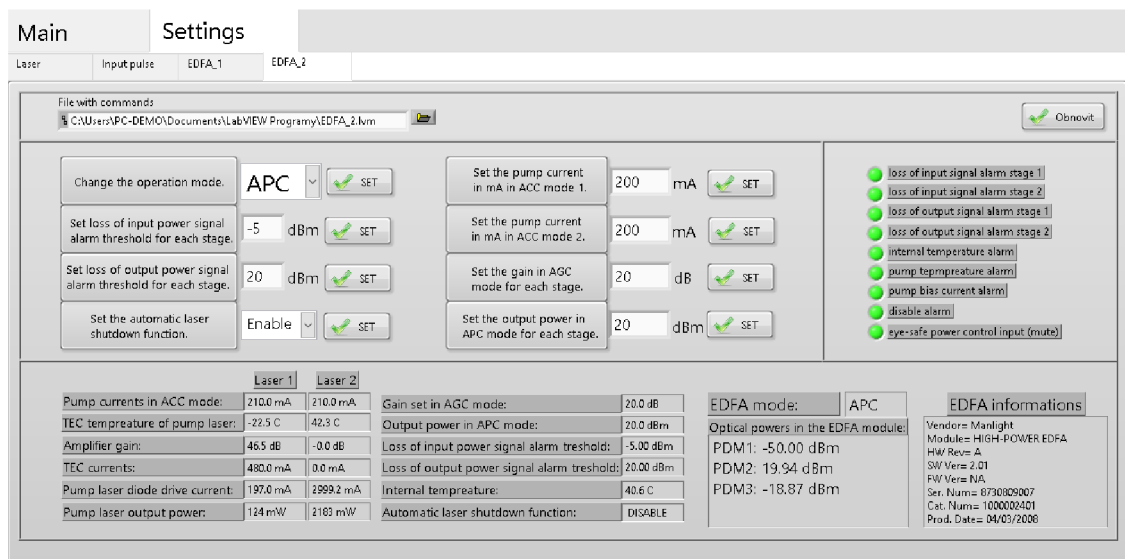 Main Settings
Laser Input pulse EDFA_1 EDFA_2
File with commands
C:\Users\PC-DEMO\Documents\LabVIEW Programy\EDFA_2.lvm
Obnovit
Change the operation mode. APC SET
Set loss of input power signal
alarm threshold for each stage. -5 dBm SET
Set loss of output power signal
alarm threshold for each stage. 20 dBm SET
Set the automatic laser
shutdown function. Enable SET
Set the pump current
in mA in ACC mode 1. 200 mA SET
Set the pump current
in mA in ACC mode 2. 200 mA SET
Set the gain in AGC
mode for each stage. 20 dB SET
Set the output power in
APC mode for each stage. 20 dBm SET
loss of input signal alarm stage 1
loss of input signal alarm stage 2
loss of output signal alarm stage 1
loss of output signal alarm stage 2
internal temperature alarm
pump tepmpreature alarm
pump bias current alarm
disable alarm
eye-safe power control input (mute)
Laser 1 Laser 2
Pump currents in ACC mode: 210.0 mA 210.0 mA
TEC tempreature of pump laser: -22.5 C 42.3 C
Amplifier gain: 46.5 dB -0.0 dB
TEC currents: 480.0 mA 0.0 mA
Pump laser diode drive current: 197.0 mA 2999.2 mA
Pump laser output power: 124 mW 2183 mW
Gain set in AGC mode: 20.0 dB
Output power in APC mode: 20.0 dBm
Loss of input power signal alarm treshold: -5.00 dBm
Loss of output power signal alarm treshold: 20.00 dBm
Internal tempreature: 40.6 C
Automatic laser shutdown function: DISABLE
EDFA mode: APC
Optical powers in the EDFA module:
PDM1: -50.00 dBm
PDM2: 19.94 dBm
PDM3: -18.87 dBm
EDFA informations
Vendor= Manlight
Module= HIGH-POWER EDFA
HW Rev= A
SW Ver= 2.01
FW Ver= NA
Ser. Num= 8730809007
Cat. Num= 1000002401
Prod. Date= 04/03/2008